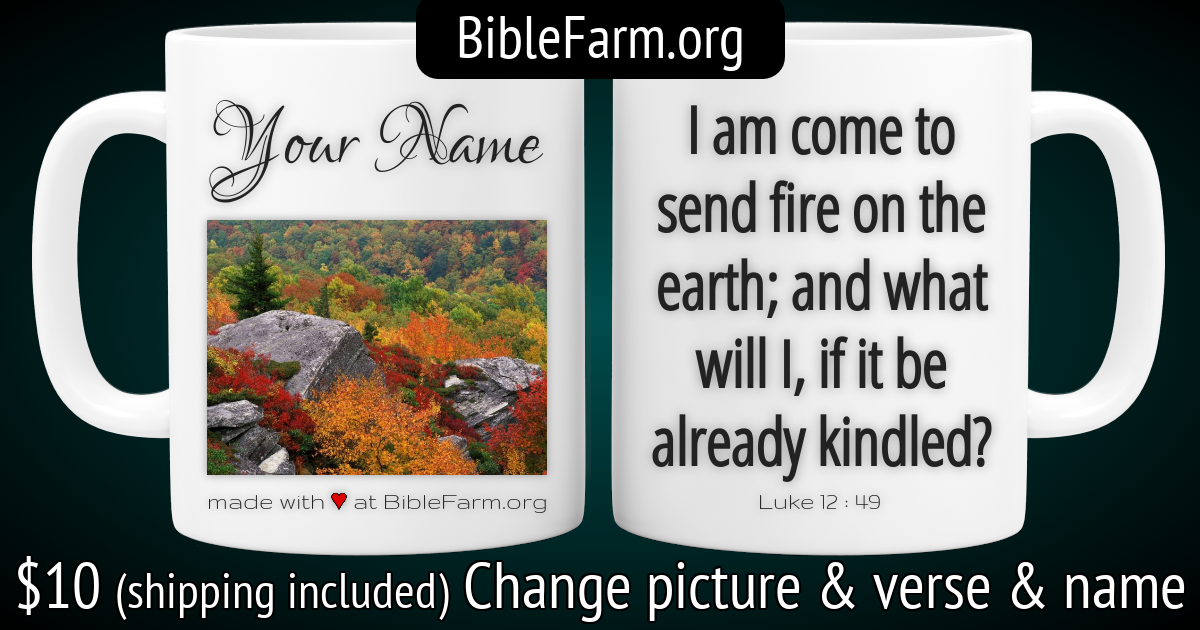 BibleFarm.org
Your Name
made with ♥ at BibleFarm.org
I am come to
send fire on the
earth; and what
will I, if it be
already kindled?
Luke 12 : 49
$10 (shipping included) Change picture & verse & name